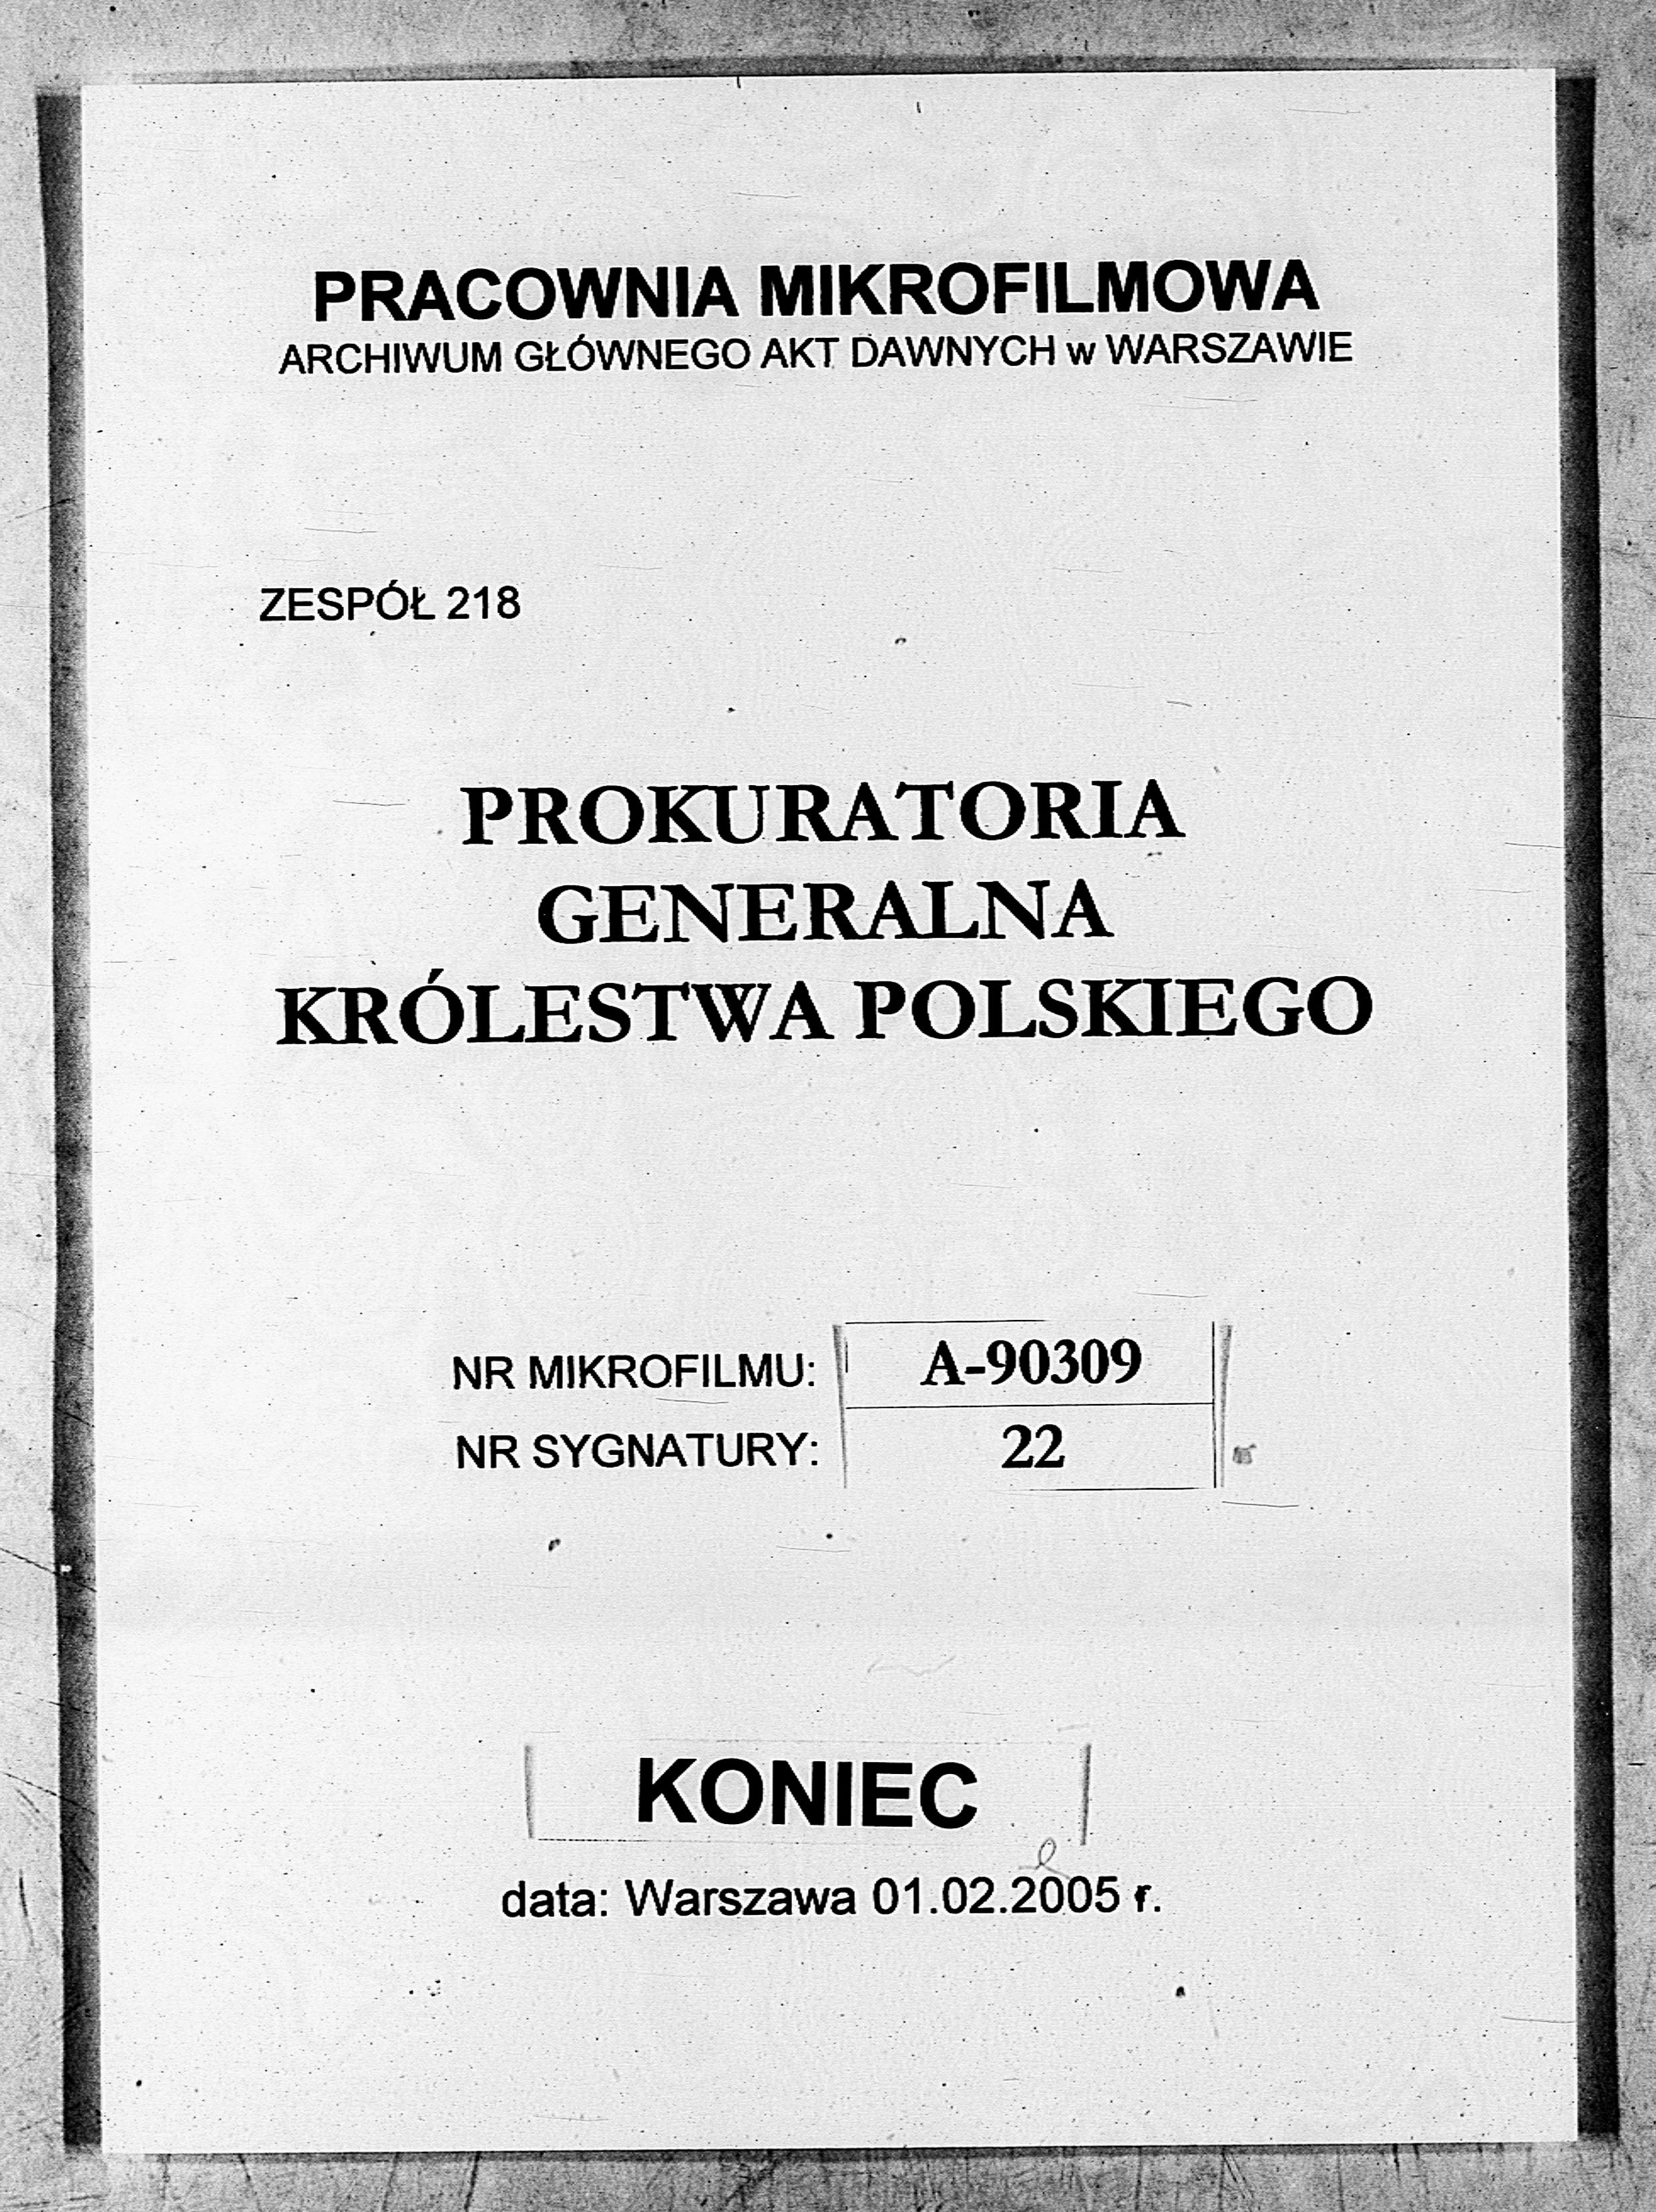 PRACOWNIA MIKROFILMOWA
ARCHIWUM GŁÓWNEGO AKT DAWNYCH w WARSZAWIE
ZESPÓŁ 218
PROKURATORIA
GENERALNA
KRÓLESTWA POLSKIEGO
NR MIKROFILMU: A-90309
NR SYGNATURY: 22
KONIEC
data: Warszawa 01.02.2005 r.